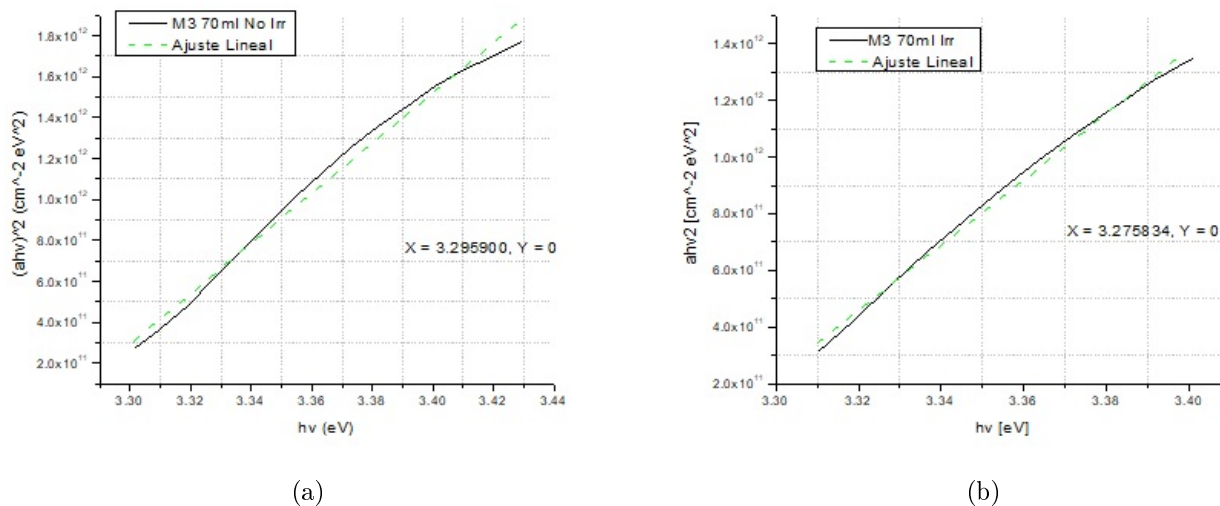 M3 70ml No Irr
Ajuste Lineal
1.8x10^12
1.6x10^12
1.4x10^12
1.2x10^12
1.0x10^12
8.0x10^11
6.0x10^11
4.0x10^11
2.0x10^11
(ahv)^2 (cm^-2 eV^2)
X = 3.295900, Y = 0
3.30 3.32 3.34 3.36 3.38 3.40 3.42 3.44
hv (eV)
(a)
M3 70ml Irr
Ajuste Lineal
1.4x10^12
1.2x10^12
1.0x10^12
8.0x10^11
6.0x10^11
4.0x10^11
2.0x10^11
ahv2 [cm^-2 eV^2]
X = 3.275834, Y = 0
3.30 3.32 3.34 3.36 3.38 3.40
hv [eV]
(b)